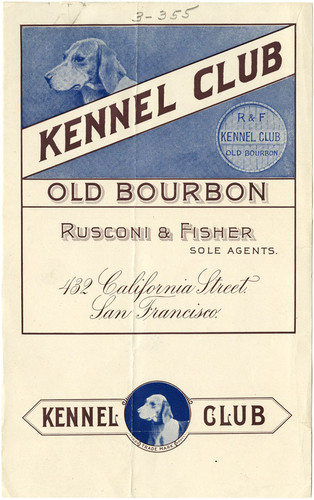 3-355
KENNEL CLUB
R & F
KENNEL CLUB
OLD BOURBON
OLD BOURBON
RUSCONI & FISHER
SOLE AGENTS.
432 California Street.
San Francisco.
KENNEL CLUB
TRADE MARK